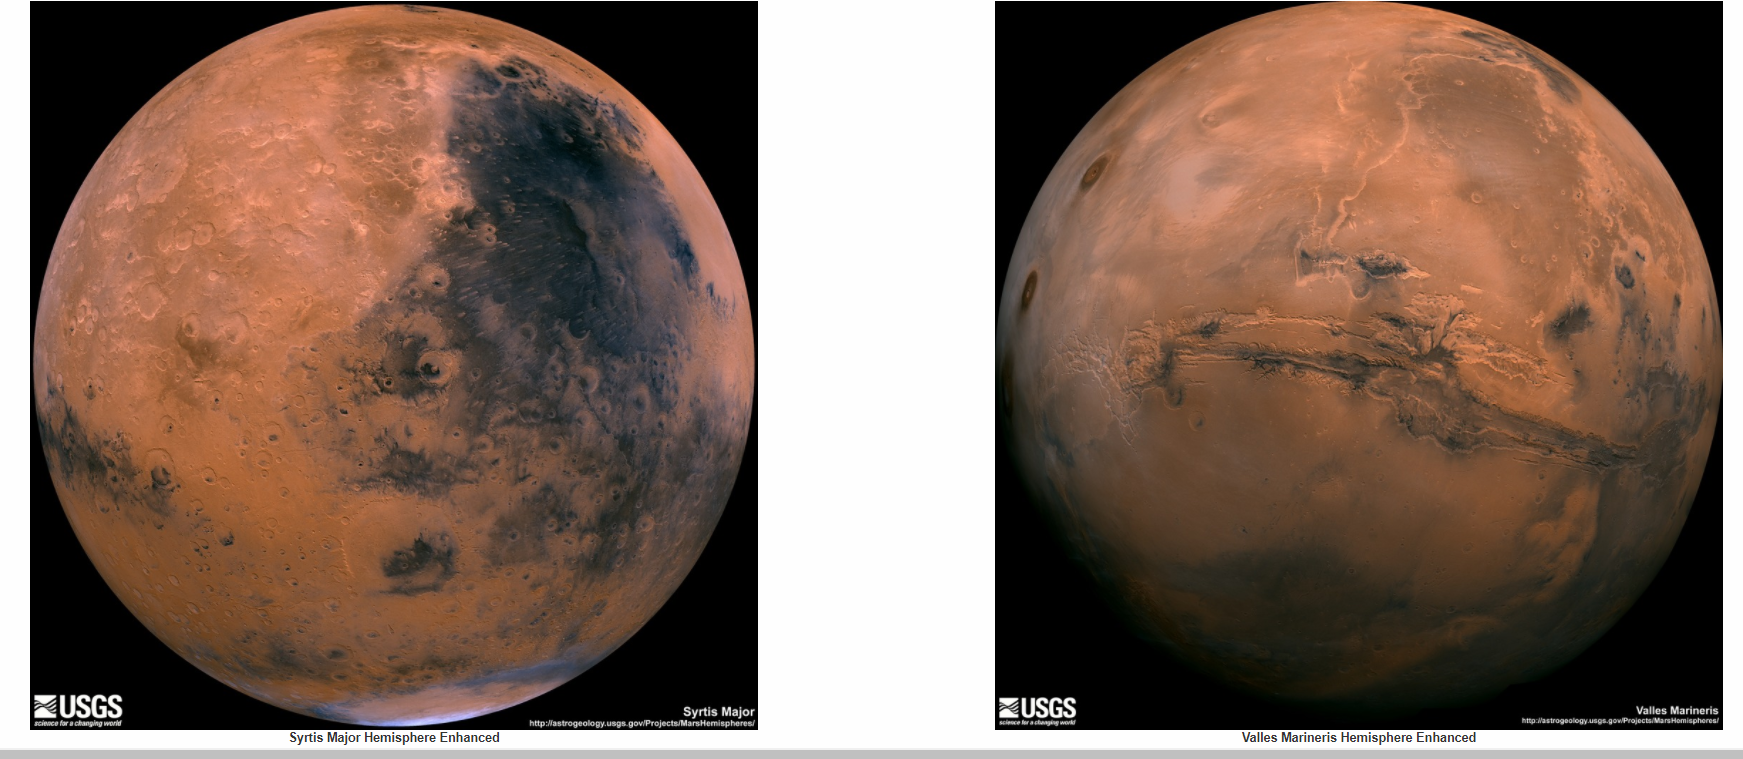 USGS
science for a changing world
Syrtis Major
http://astrogeology.usgs.gov/Projects/MarsHemispheres/
Syrtis Major Hemisphere Enhanced
USGS
science for a changing world
Valles Marineris
http://astrogeology.usgs.gov/Projects/MarsHemispheres/
Valles Marineris Hemisphere Enhanced